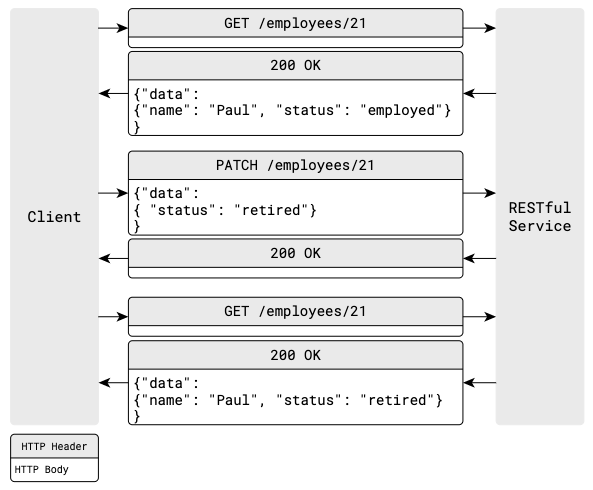 GET /employees/21
200 OK
{"data":
{"name": "Paul", "status": "employed"}
}
PATCH /employees/21
{"data":
{ "status": "retired"}
}
200 OK
GET /employees/21
200 OK
{"data":
{"name": "Paul", "status": "retired"}
}
Client
RESTful
Service
HTTP Header
HTTP Body